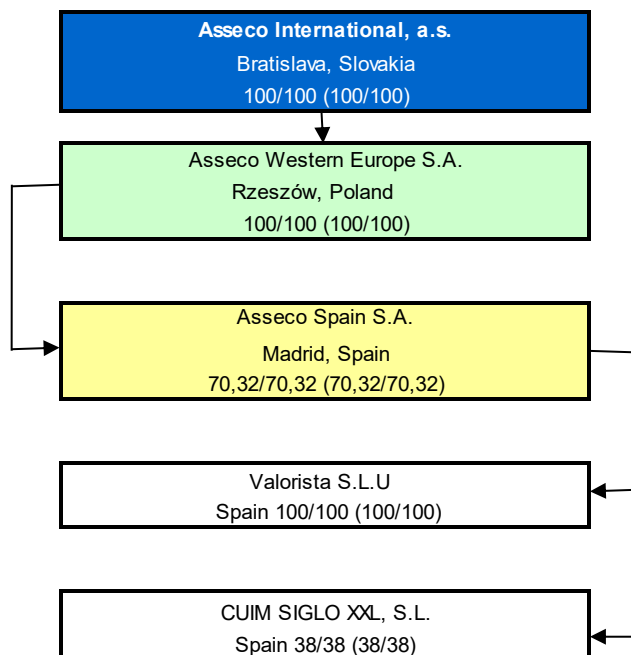 Asseco International, a.s.
Bratislava, Slovakia
100/100 (100/100)
Asseco Western Europe S.A.
Rzeszów, Poland
100/100 (100/100)
Asseco Spain S.A.
Madrid, Spain
70,32/70,32 (70,32/70,32)
Valorista S.L.U
Spain 100/100 (100/100)
CUIM SIGLO XXL, S.L.
Spain 38/38 (38/38)